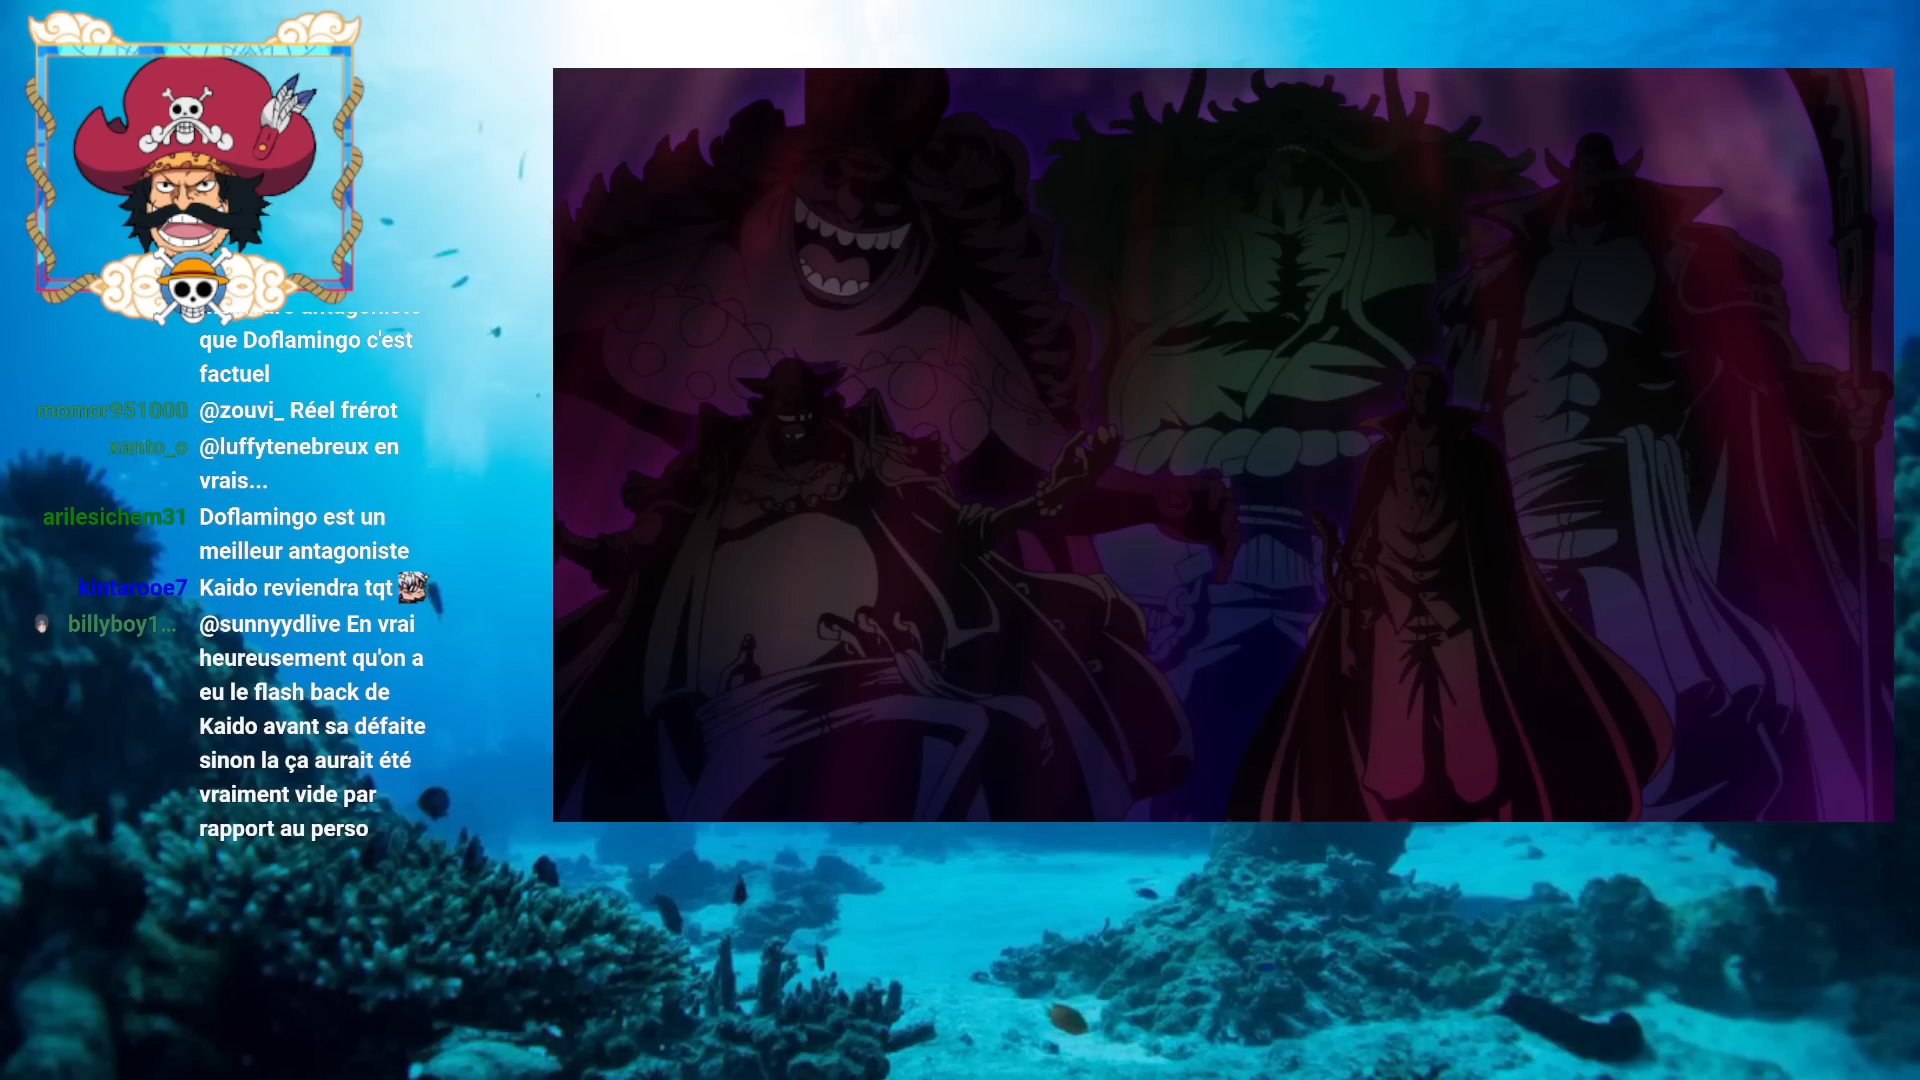 que Doflamingo c'est
factuel
momor951000 @zouvi_ Réel frérot
xanto_o @luffytenebreux en
vrais...
arilesichem31 Doflamingo est un
meilleur antagoniste
kintarooe7 Kaido reviendra tqt
billyboy1... @sunnyydlive En vrai
heureusement qu'on a
eu le flash back de
Kaido avant sa défaite
sinon la ça aurait été
vraiment vide par
rapport au perso